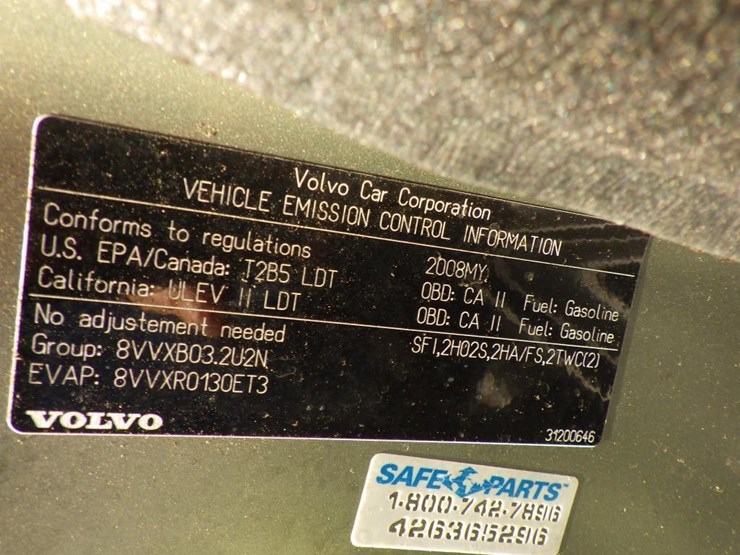 Volvo Car Corporation
VEHICLE EMISSION CONTROL INFORMATION
Conforms to regulations 2008MY
U.S. EPA/Canada: T2B5 LDT OBD: CA II Fuel: Gasoline
California: ULEV II LDT OBD: CA II Fuel: Gasoline
No adjustement needed SFI,2HO2S,2HA/FS,2TWC(2)
Group: 8VVXB03.2U2N
EVAP: 8VVXR0130ET3
VOLVO 31200646
SAFE PARTS
1-800-742-7896
426365296